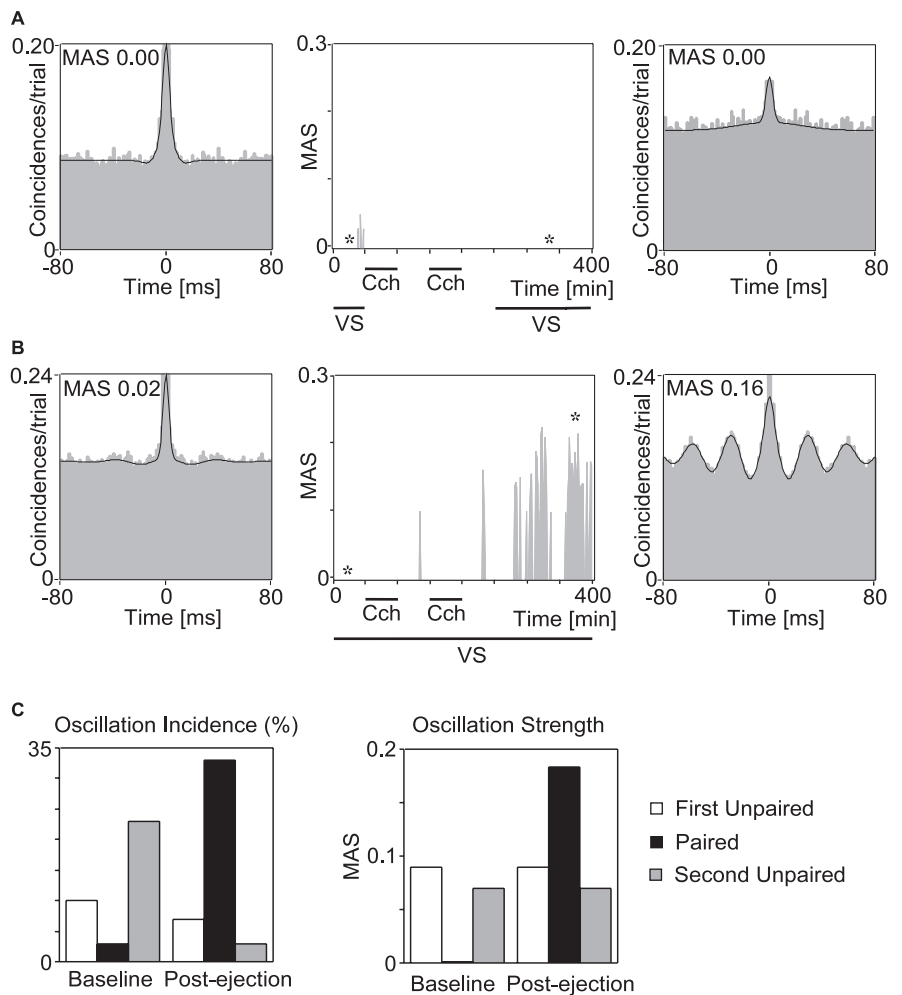 A
0.20
MAS 0.00
Coincidences/trial
0
-80
0
80
Time [ms]
0.3
MAS
0
*
*
0
400
Cch
Cch
Time [min]
VS
VS
0.20
MAS 0.00
Coincidences/trial
0
-80
0
80
Time [ms]
B
0.24
MAS 0.02
Coincidences/trial
0
-80
0
80
Time [ms]
0.3
MAS
0
*
*
0
400
Cch
Cch
Time [min]
VS
0.24
MAS 0.16
Coincidences/trial
0
-80
0
80
Time [ms]
C
Oscillation Incidence (%)
35
0
Baseline
Post-ejection
Oscillation Strength
0.2
0.1
0
MAS
Baseline
Post-ejection
First Unpaired
Paired
Second Unpaired